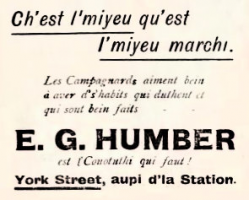 Ch'est l'miyeu qu'est
l'miyeu marchi.
Les Campagnards aiment bein
à aver d's'habits qui duthent et
qui sont bein faits
E. G. HUMBER
est l'Conotuthi qui faut!
York Street, aupi d'la Station.